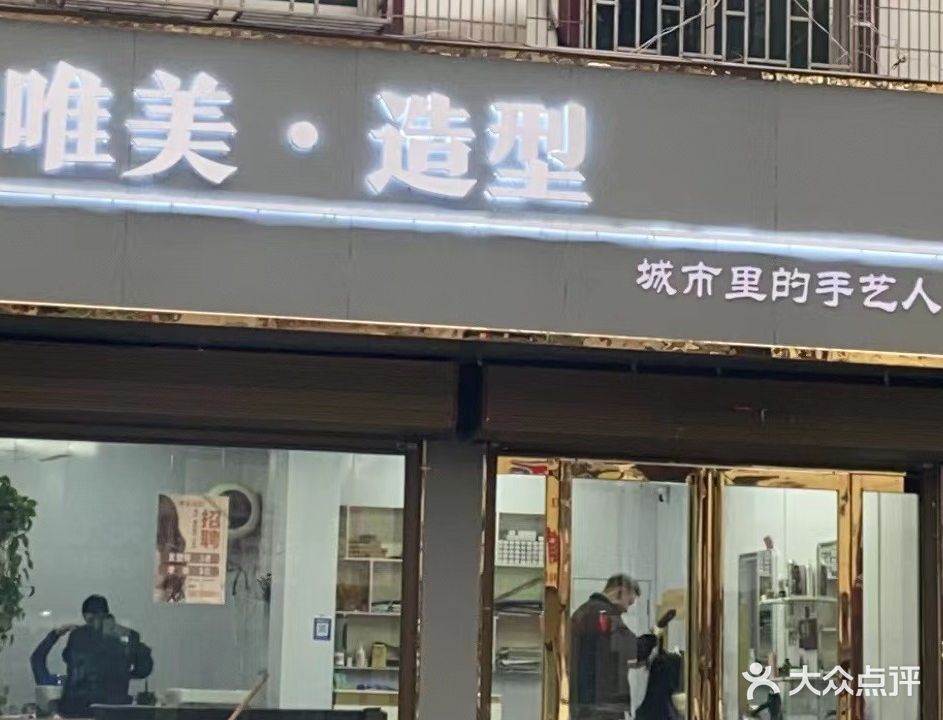 唯美·造型
城市里的手艺人
招聘
大众点评